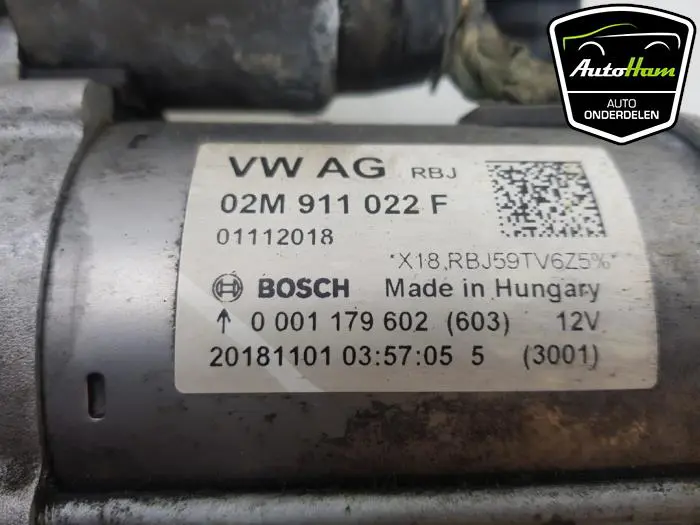 AutoHam
AUTO
ONDERDELEN
VW AG RBJ
02M 911 022 F
01112018
*X18.RBJ59TV6Z5%*
BOSCH Made in Hungary
↑ 0 001 179 602 (603) 12V
20181101 03:57:05 5 (3001)